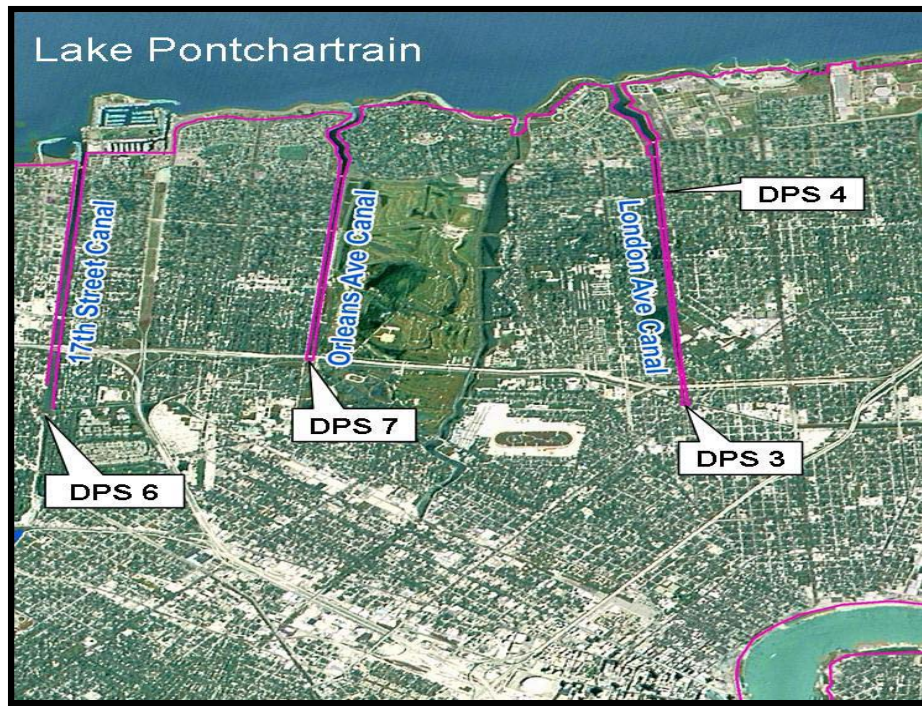 Lake Pontchartrain
17th Street Canal
Orleans Ave Canal
London Ave Canal
DPS 4
DPS 7
DPS 3
DPS 6